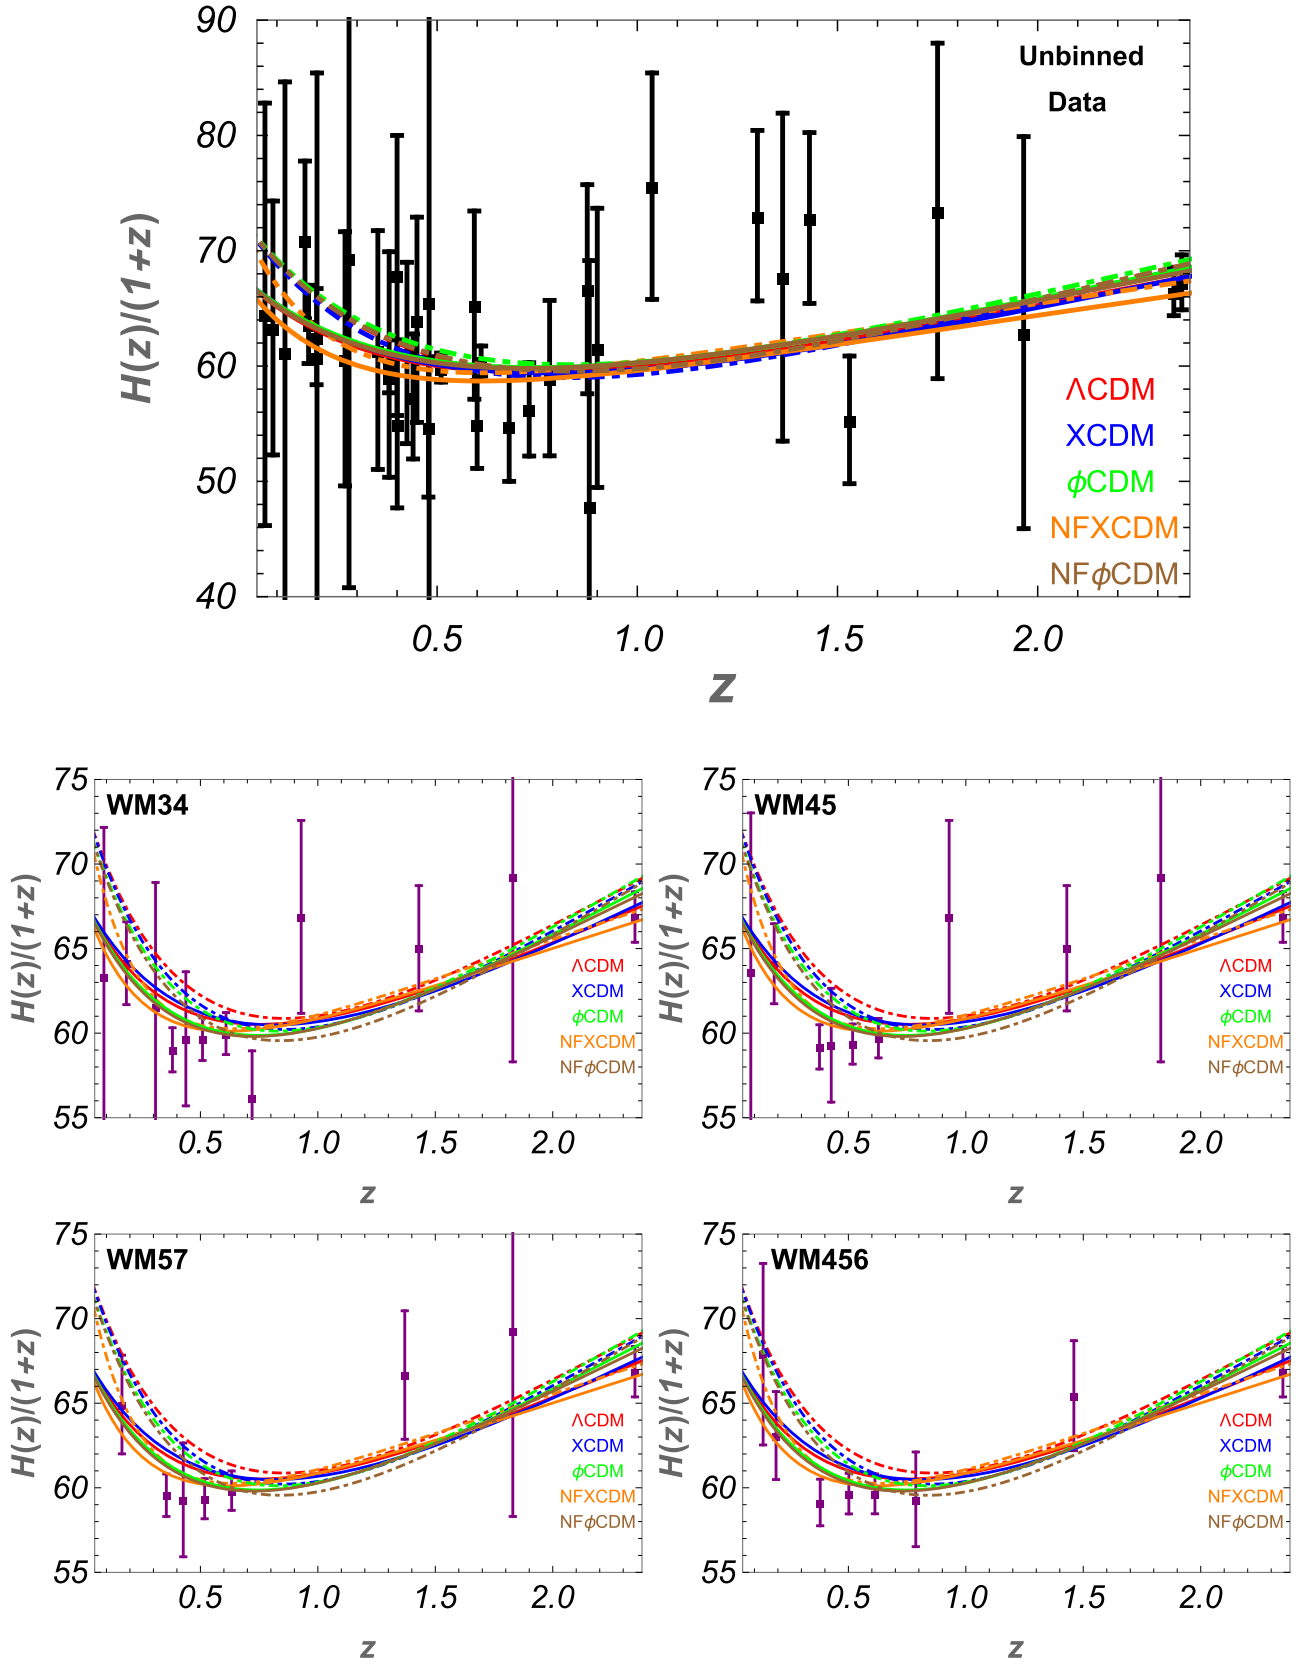 90
80
70
60
50
40
H(z)/(1+z)
Unbinned
Data
ΛCDM
XCDM
ϕCDM
NFXCDM
NFϕCDM
0.5 1.0 1.5 2.0
z
75
70
65
60
55
H(z)/(1+z)
WM34
ΛCDM
XCDM
ϕCDM
NFXCDM
NFϕCDM
0.5 1.0 1.5 2.0
z
75
70
65
60
55
H(z)/(1+z)
WM45
ΛCDM
XCDM
ϕCDM
NFXCDM
NFϕCDM
0.5 1.0 1.5 2.0
z
75
70
65
60
55
H(z)/(1+z)
WM57
ΛCDM
XCDM
ϕCDM
NFXCDM
NFϕCDM
0.5 1.0 1.5 2.0
z
75
70
65
60
55
H(z)/(1+z)
WM456
ΛCDM
XCDM
ϕCDM
NFXCDM
NFϕCDM
0.5 1.0 1.5 2.0
z